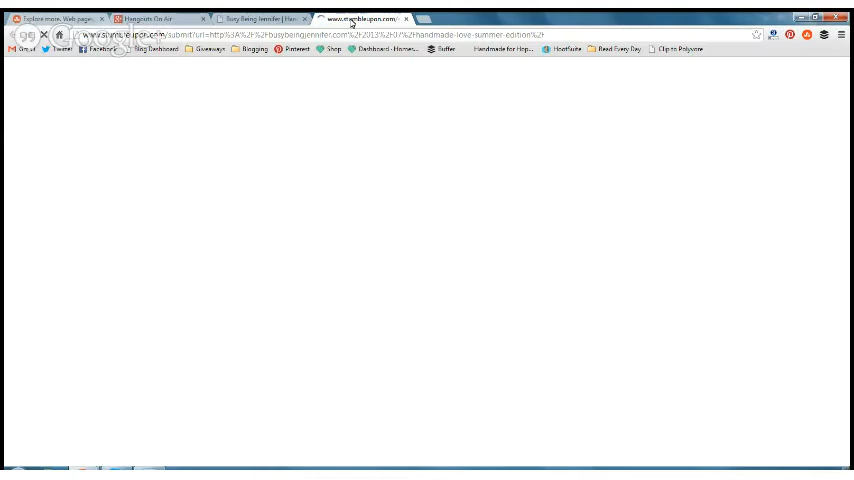 Explore more. Web pages, Hangouts On Air Busy Being Jennifer | Han www.stumbleupon.com/
www.stumbleupon.com/submit?url=http%3A%2F%2Fbusybeingjennifer.com%2F2013%2F07%2Fhandmade-love-summer-edition%2F
Gmail Twitter Facebook Blog Dashboard Giveaways Blogging Pinterest Shop Dashboard - Homes... Buffer Handmade for Hop... HootSuite Read Every Day Clip to Polyvore
Google+